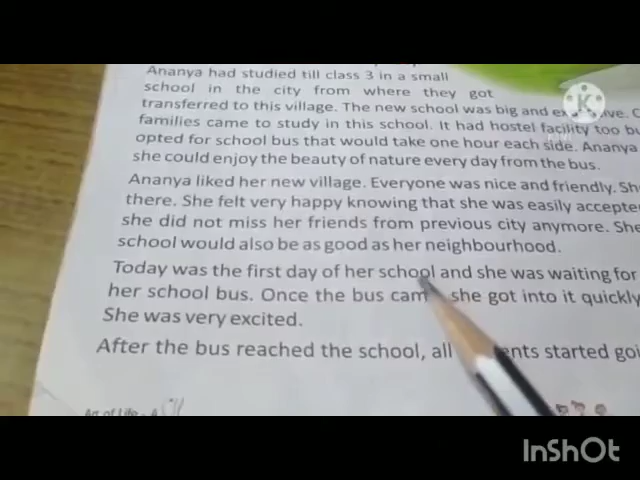 Ananya had studied till class 3 in a small
school in the city from where they got
transferred to this village. The new school was big and
families came to study in this school. It had hostel facility too
opted for school bus that would take one hour each side. Ananya
she could enjoy the beauty of nature every day from the bus.
Ananya liked her new village. Everyone was nice and friendly. Sh
there. She felt very happy knowing that she was easily accepte
she did not miss her friends from previous city anymore. She
school would also be as good as her neighbourhood.
Today was the first day of her school and she was waiting for
her school bus. Once the bus cam she got into it quickly
She was very excited.
After the bus reached the school, all ents started goi
Art of Life - A
K
InShOt